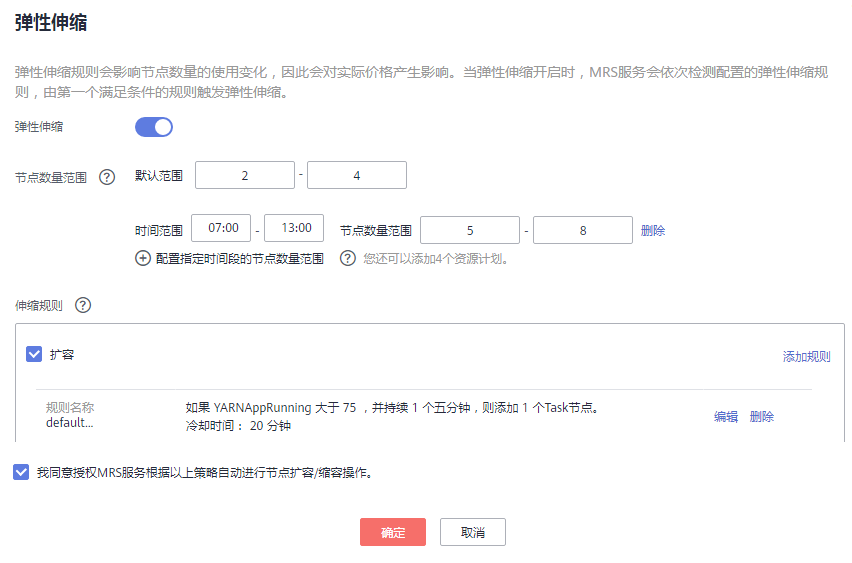 弹性伸缩
弹性伸缩规则会影响节点数量的使用变化，因此会对实际价格产生影响。当弹性伸缩开启时，MRS服务会依次检测配置的弹性伸缩规
则，由第一个满足条件的规则触发弹性伸缩。
弹性伸缩
节点数量范围 ? 默认范围 2 - 4
时间范围 07:00 - 13:00 节点数量范围 5 - 8 删除
+ 配置指定时间段的节点数量范围 ? 您还可以添加4个资源计划。
伸缩规则 ?
扩容 添加规则
规则名称 如果 YARNAppRunning 大于 75 ，并持续 1 个五分钟，则添加 1 个Task节点。
default... 冷却时间： 20 分钟 编辑 删除
我同意授权MRS服务根据以上策略自动进行节点扩容/缩容操作。
确定 取消